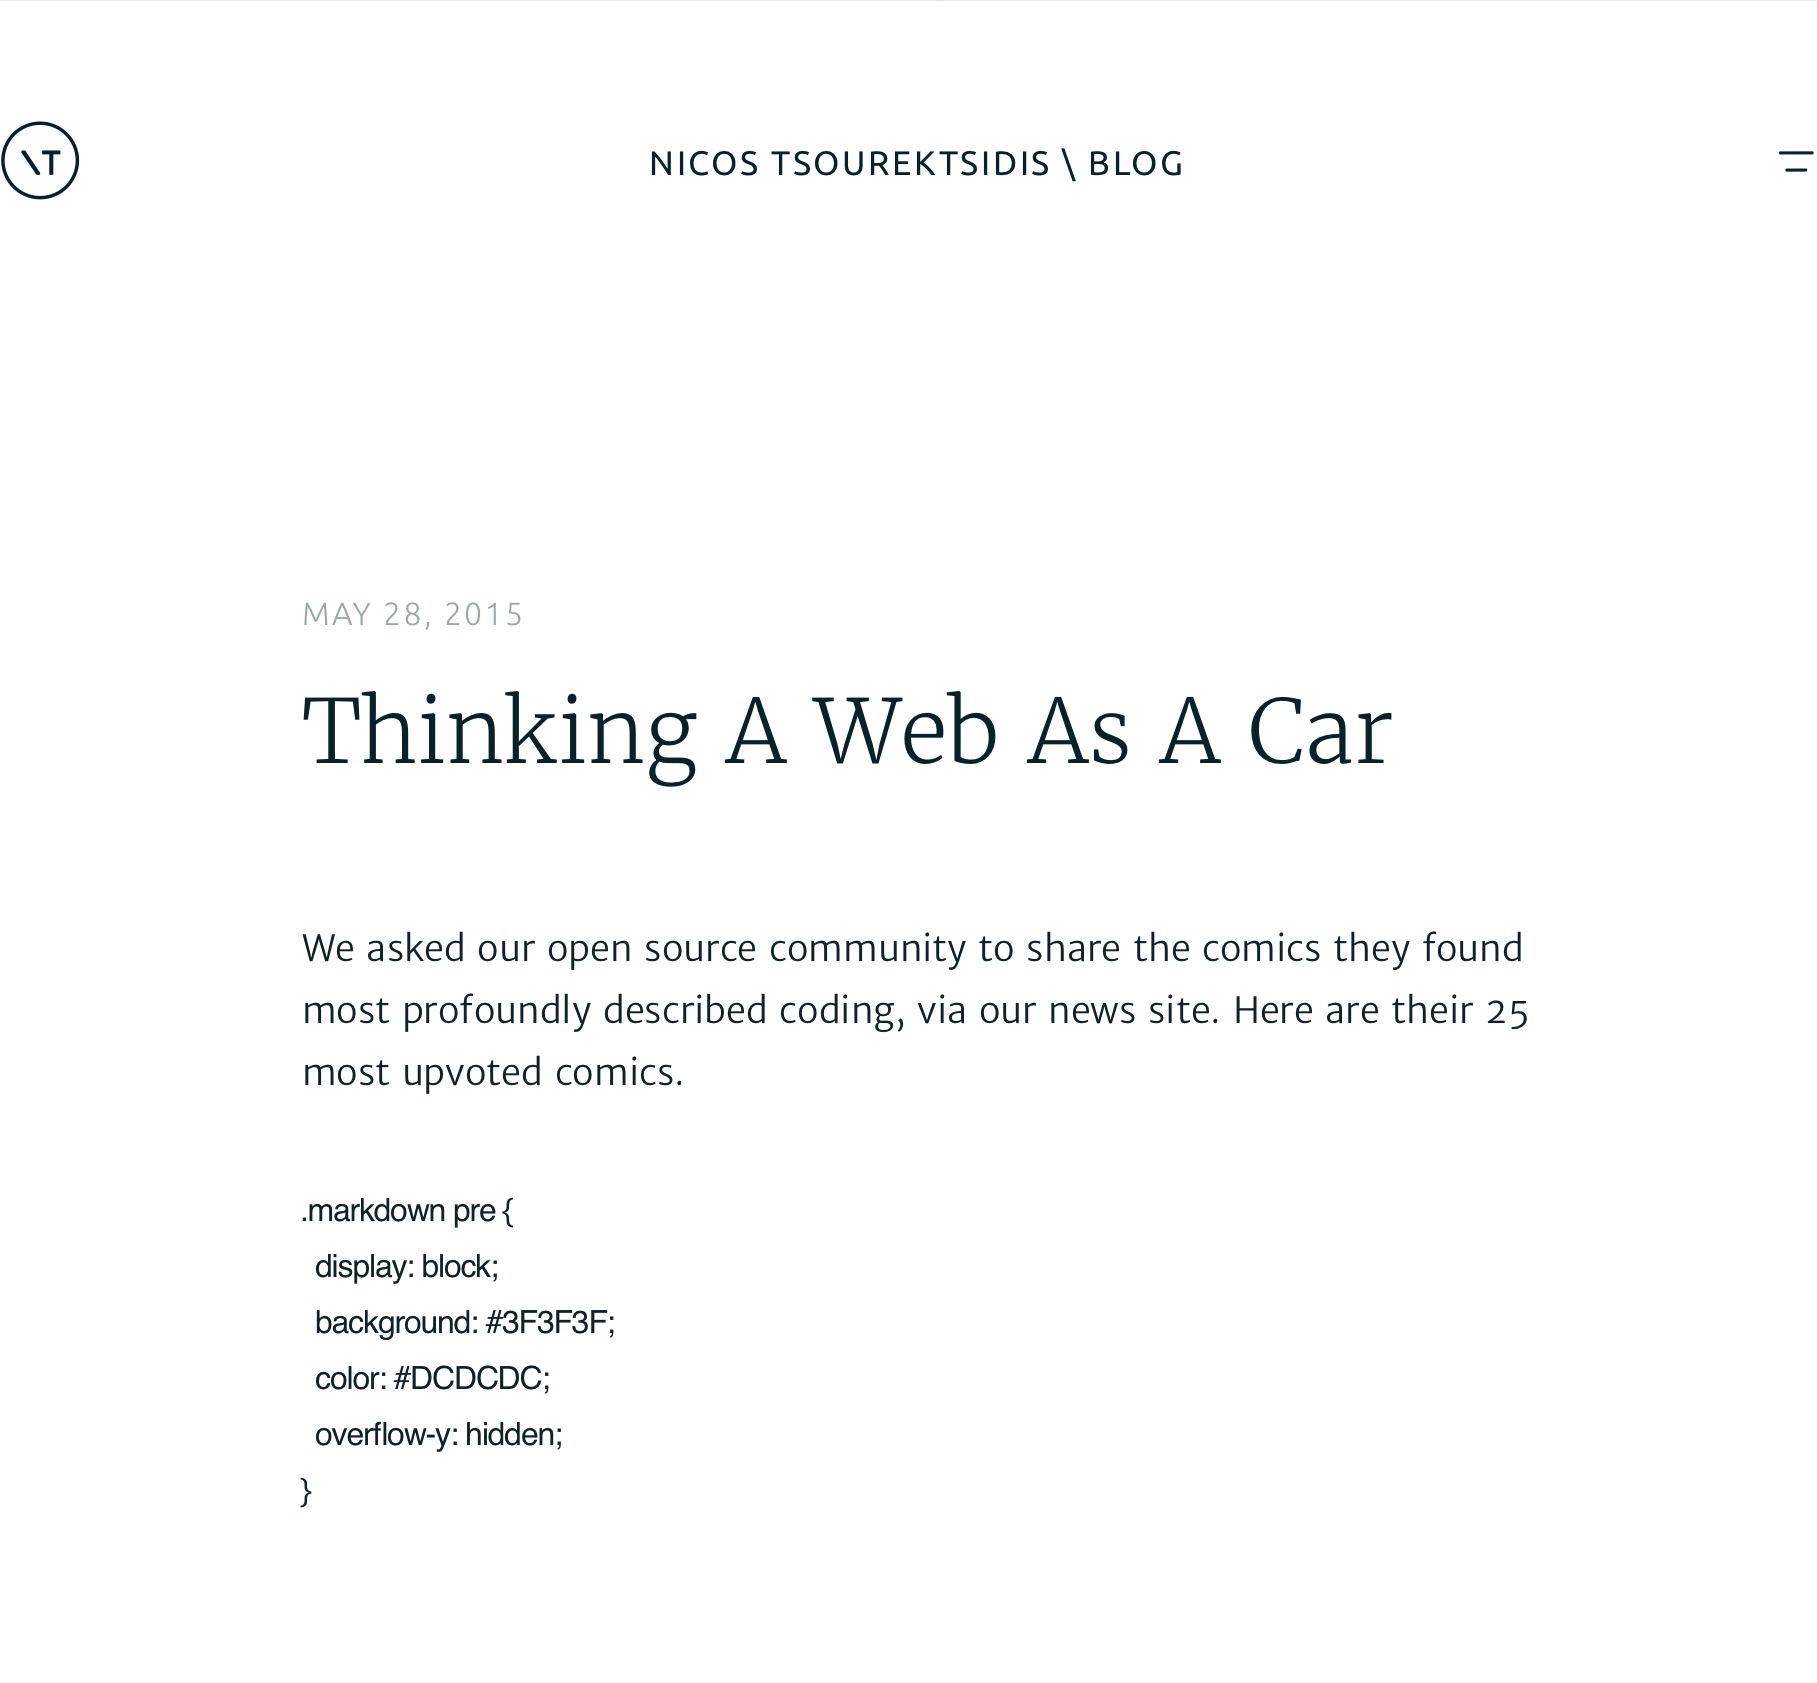 \T
NICOS TSOUREKTSIDIS \ BLOG
MAY 28, 2015
Thinking A Web As A Car
We asked our open source community to share the comics they found
most profoundly described coding, via our news site. Here are their 25
most upvoted comics.
.markdown pre {
  display: block;
  background: #3F3F3F;
  color: #DCDCDC;
  overflow-y: hidden;
}